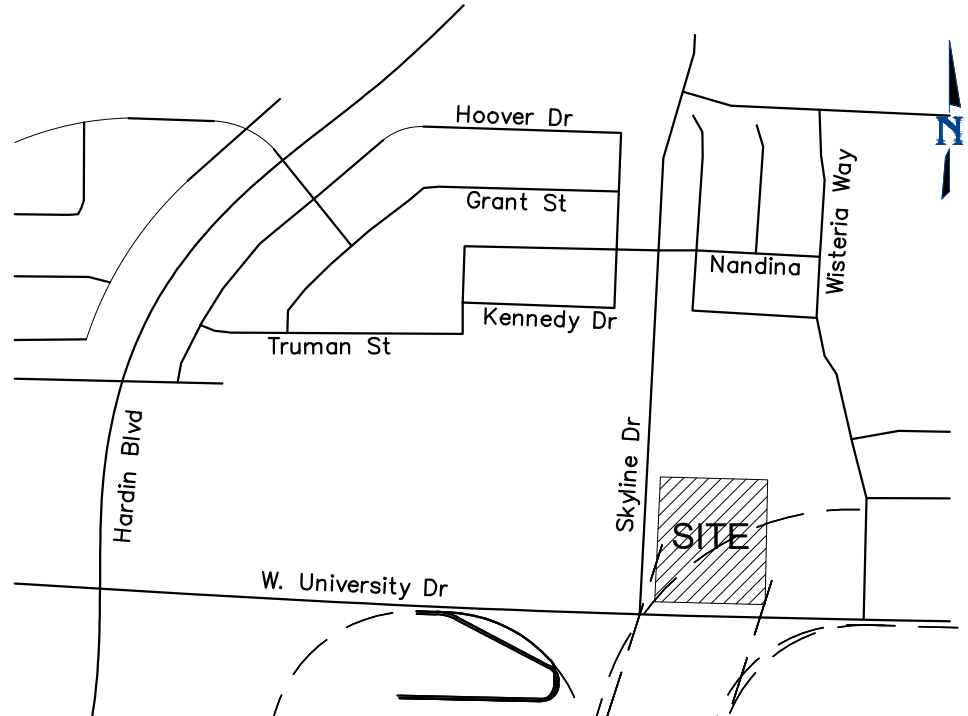 Hoover Dr
N
Grant St
Wisteria Way
Nandina
Kennedy Dr
Truman St
Hardin Blvd
Skyline Dr
SITE
W. University Dr